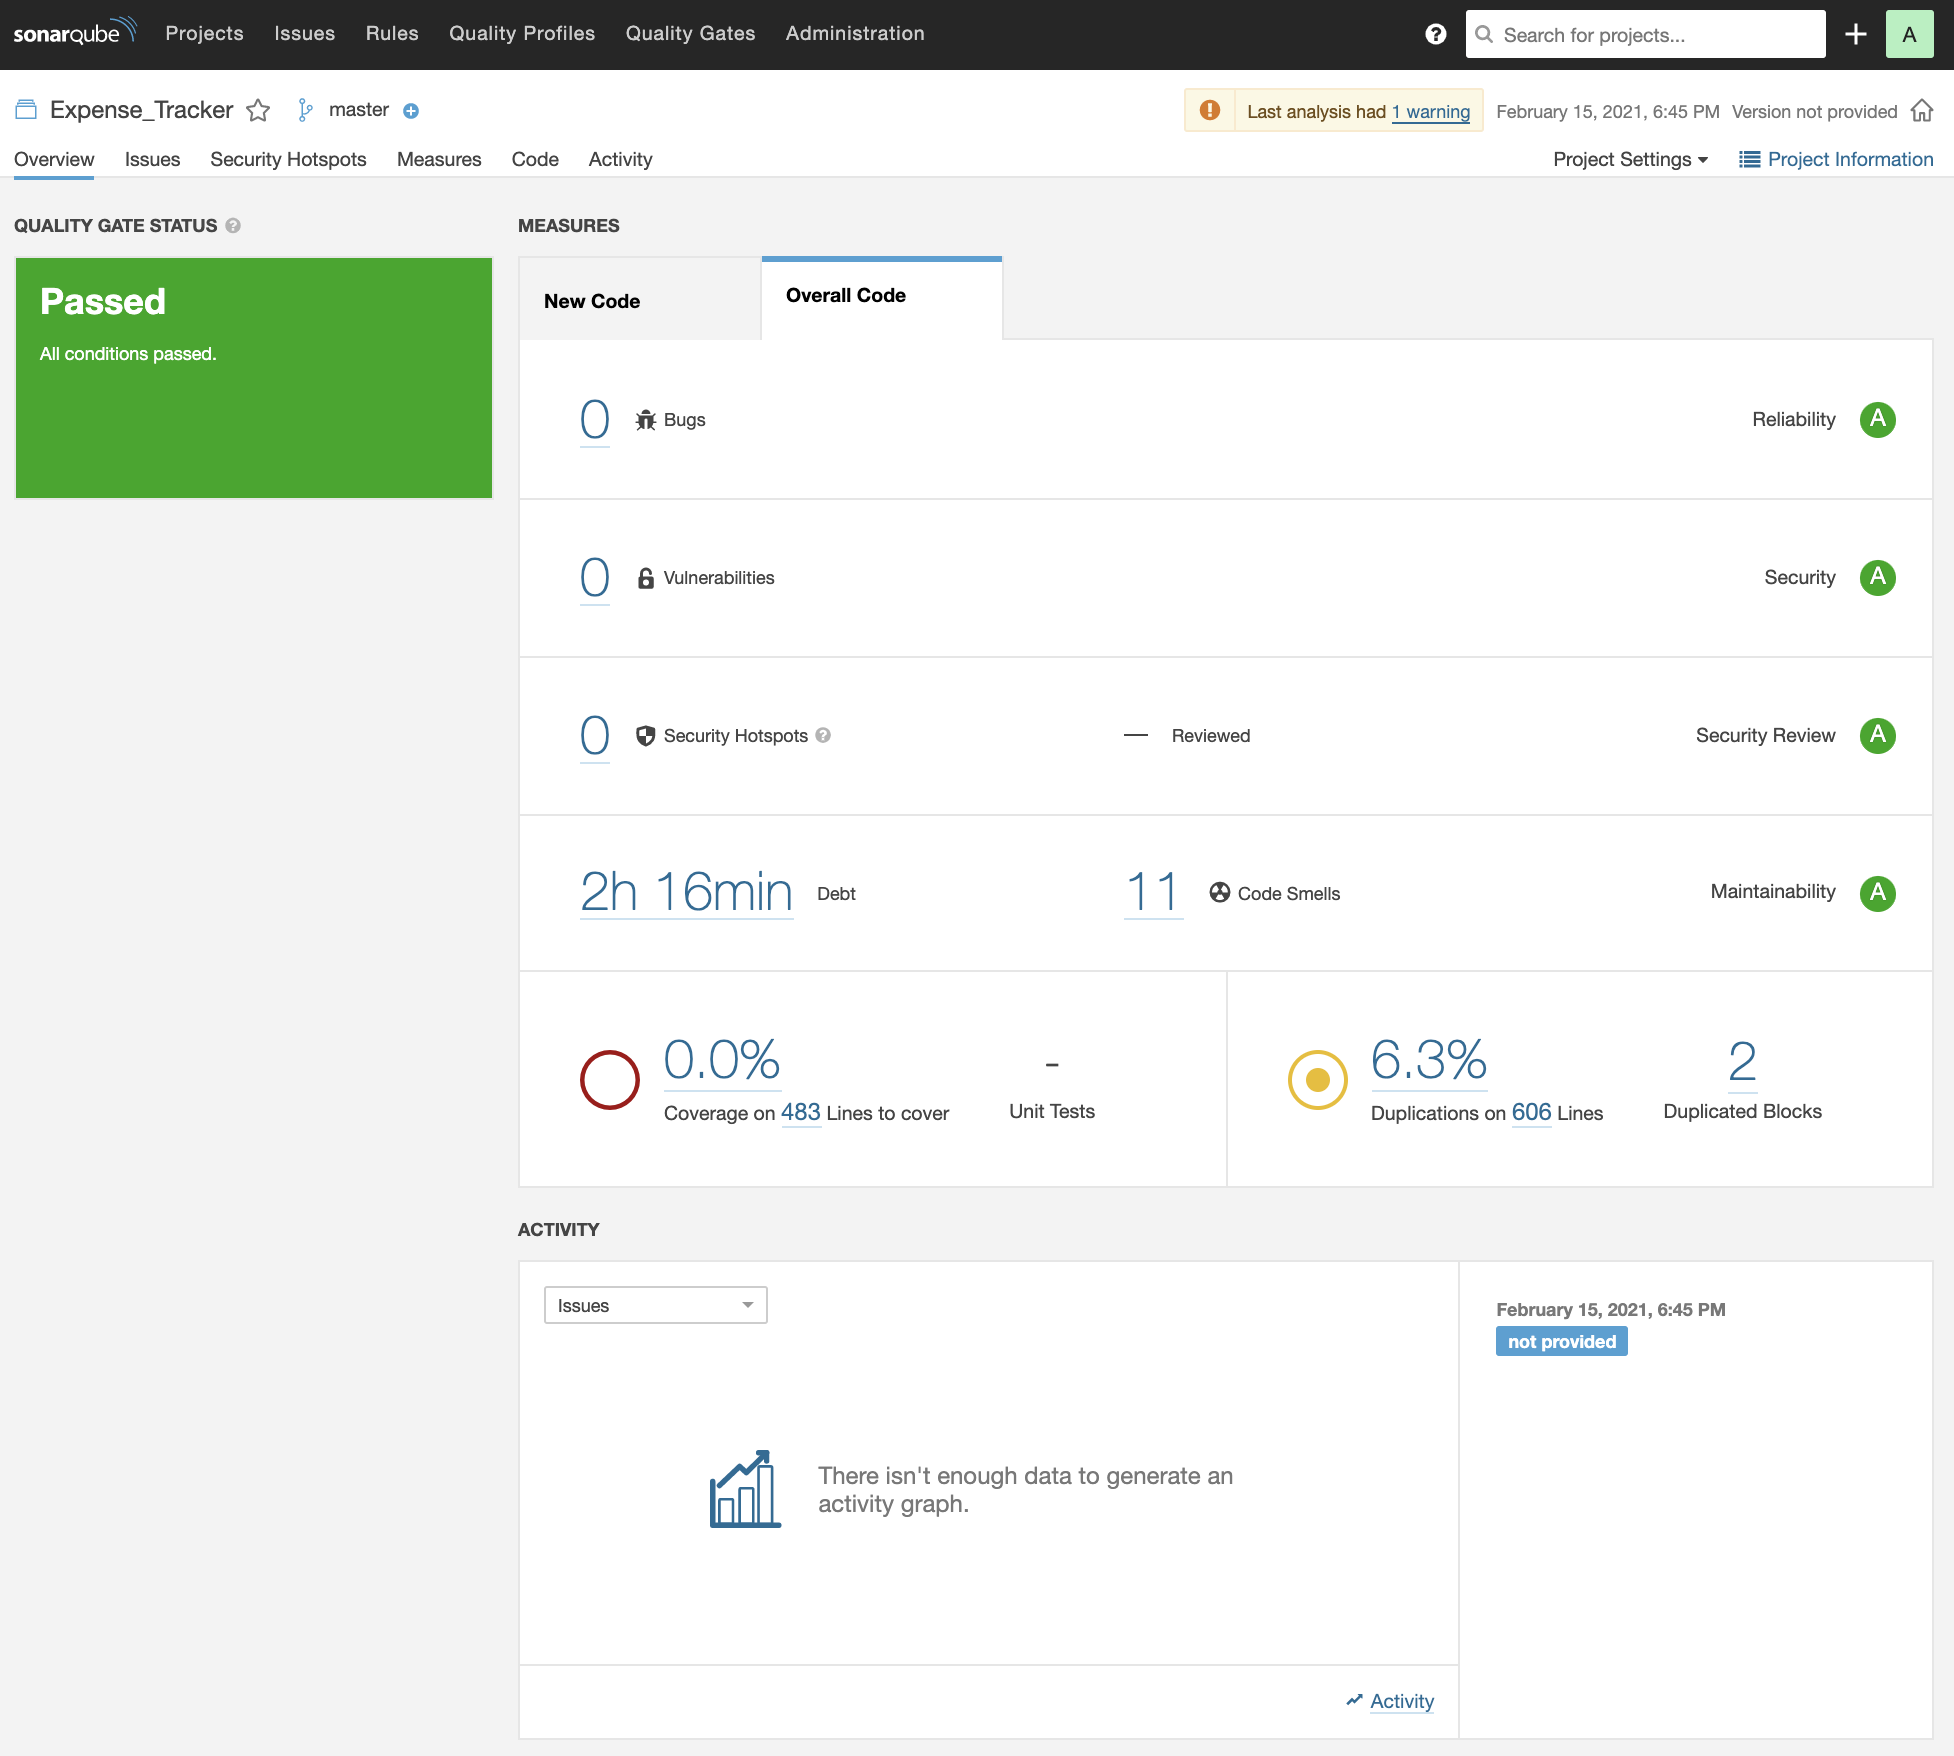 sonarqube Projects Issues Rules Quality Profiles Quality Gates Administration ? Search for projects... A
Expense_Tracker master Last analysis had 1 warning February 15, 2021, 6:45 PM Version not provided
Overview Issues Security Hotspots Measures Code Activity Project Settings Project Information
QUALITY GATE STATUS ?
Passed
All conditions passed.
MEASURES
New Code Overall Code
0 Bugs Reliability A
0 Vulnerabilities Security A
0 Security Hotspots ? — Reviewed Security Review A
2h 16min Debt 11 Code Smells Maintainability A
0.0% - 6.3% 2
Coverage on 483 Lines to cover Unit Tests Duplications on 606 Lines Duplicated Blocks
ACTIVITY
Issues
February 15, 2021, 6:45 PM
not provided
There isn't enough data to generate an
activity graph.
Activity